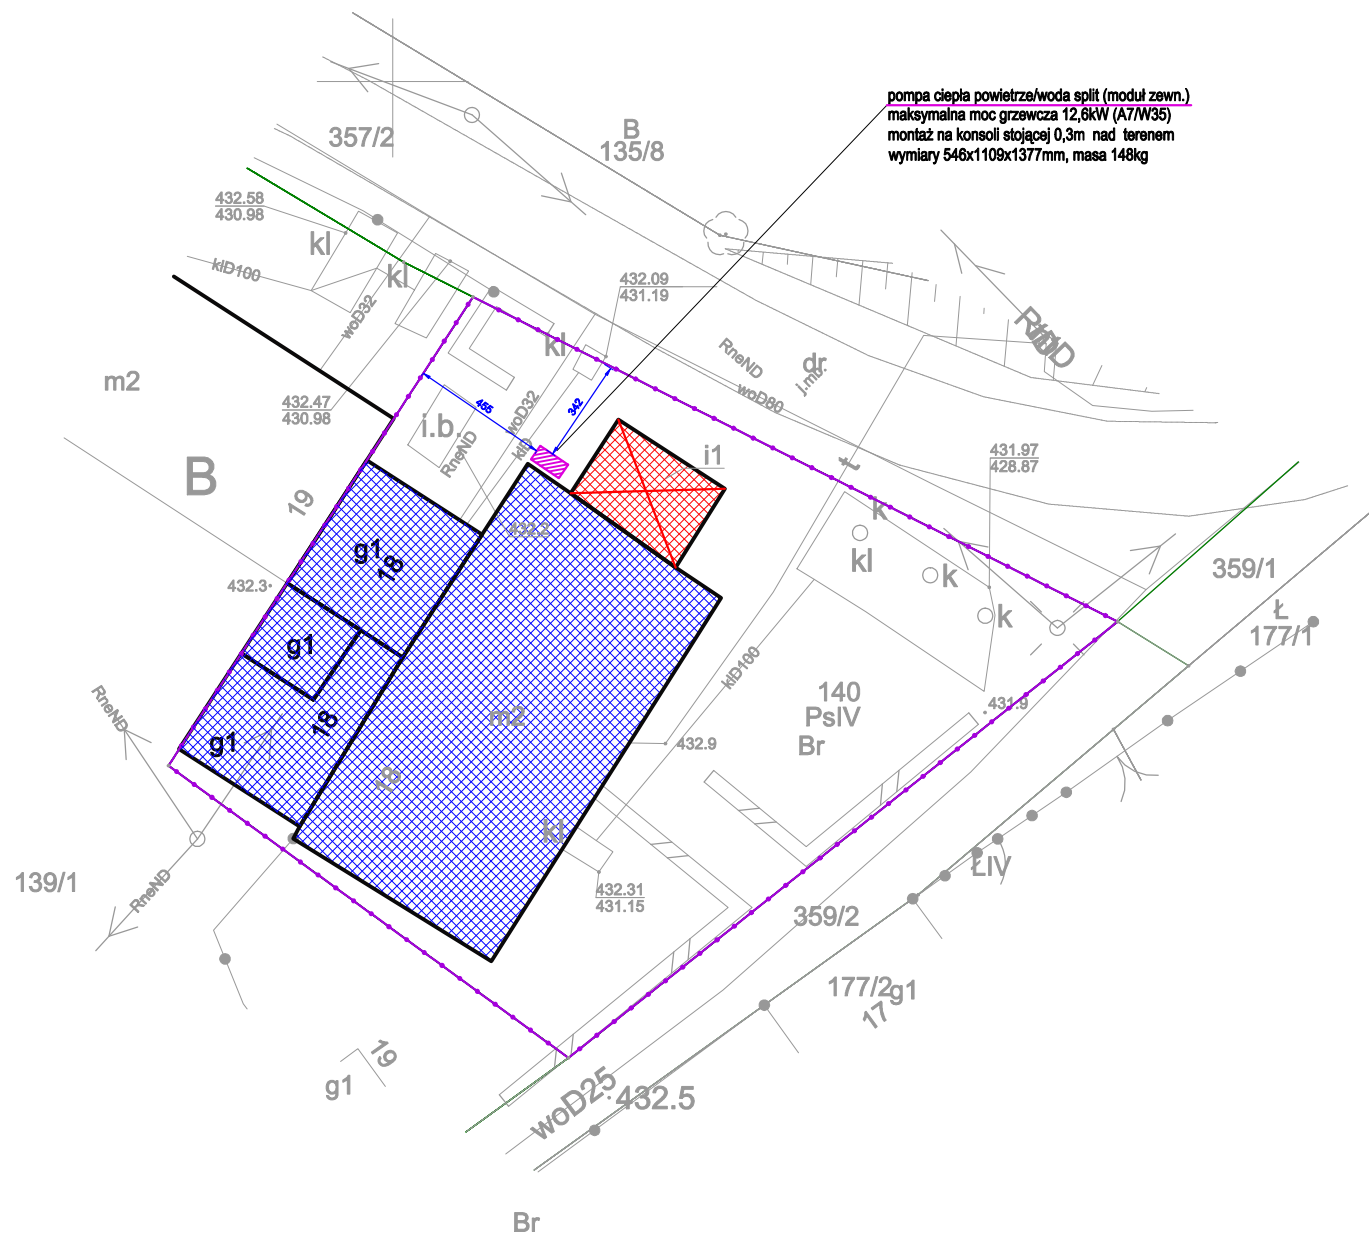 pompa ciepła powietrze/woda split (moduł zewn.)
maksymalna moc grzewcza 12,6kW (A7/W35)
montaż na konsoli stojącej 0,3m nad terenem
wymiary 546x1109x1377mm, masa 148kg
357/2
B
135/8
432.58
430.98
kl
kl
klD100
woD32
432.09
431.19
kl
RneND
dr.
j.mb.
woD80
m2
432.47
430.98
455
342
woD32
i.b.
RneND
klD
i1
t
431.97
428.87
B
19
k
kl
k
k
359/1
Ł
177/1
432.2
g1
18
432.3
g1
klD100
140
PsIV
Br
431.9
RneND
18
g1
m2
432.9
kl
139/1
RneND
432.31
431.15
ŁIV
359/2
177/2
g1
17
19
g1
woD25
432.5
Br